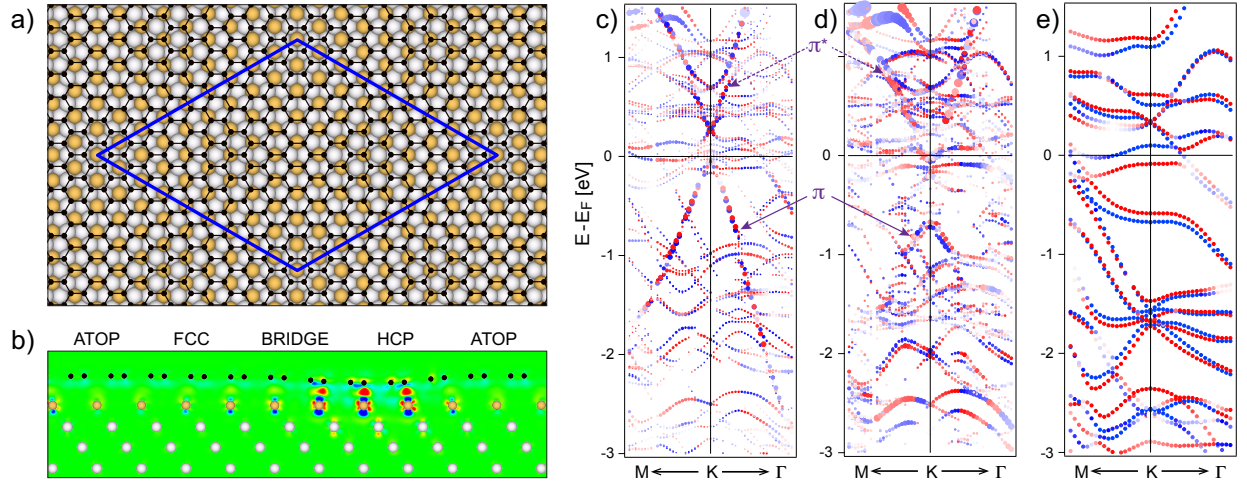 a)
b)
ATOP FCC BRIDGE HCP ATOP
c)
d)
e)
E-E_F [eV]
1
0
-1
-2
-3
π*
π
M K Γ
1
0
-1
-2
-3
M K Γ
1
0
-1
-2
-3
M K Γ